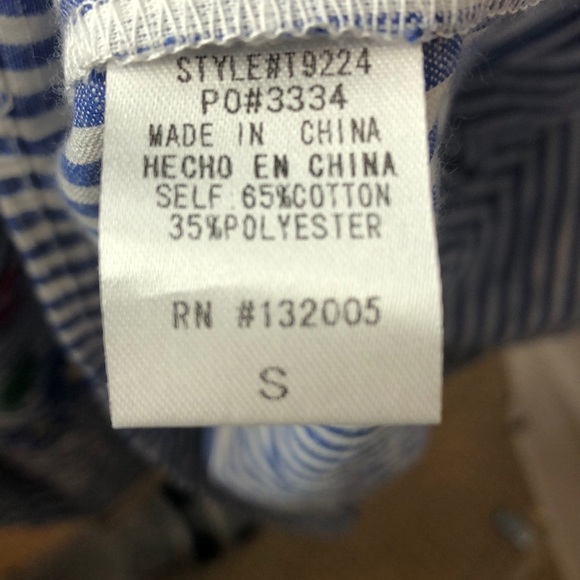 STYLE#T9224
PO#3334
MADE IN CHINA
HECHO EN CHINA
SELF:65%COTTON
35%POLYESTER
RN #132005
S